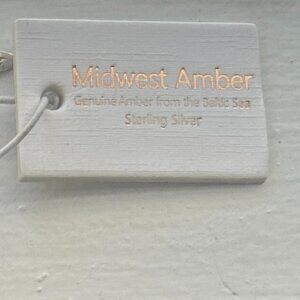 Midwest Amber
Genuine Amber from the Baltic Sea
Sterling Silver